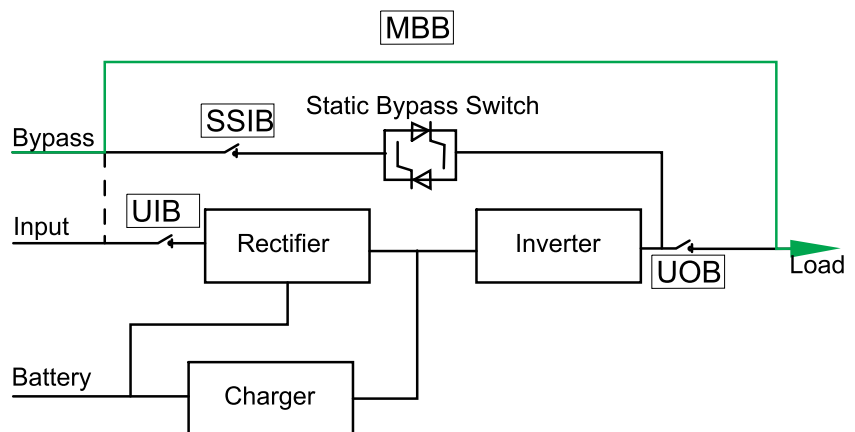 MBB
Static Bypass Switch
SSIB
Bypass
UIB
Input
Rectifier
Inverter
UOB
Load
Battery
Charger